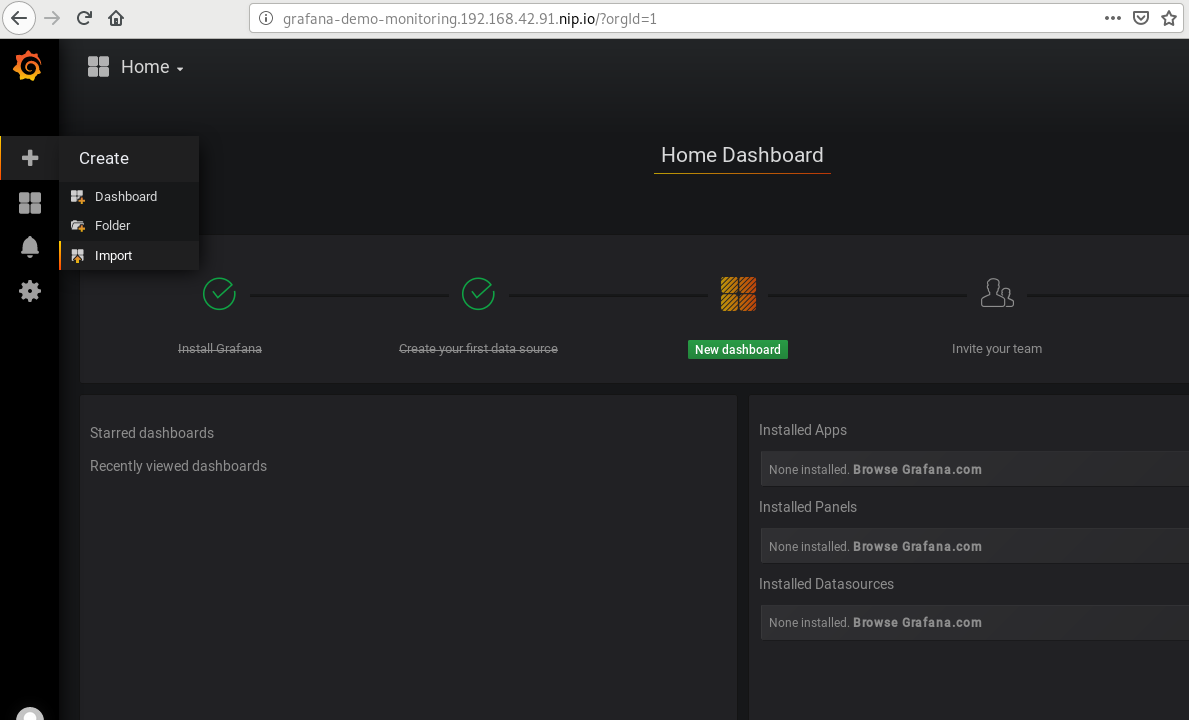 grafana-demo-monitoring.192.168.42.91.nip.io/?orgId=1
Home
Create
Dashboard
Folder
Import
Home Dashboard
Install Grafana
Create your first data source
New dashboard
Invite your team
Starred dashboards
Recently viewed dashboards
Installed Apps
None installed. Browse Grafana.com
Installed Panels
None installed. Browse Grafana.com
Installed Datasources
None installed. Browse Grafana.com